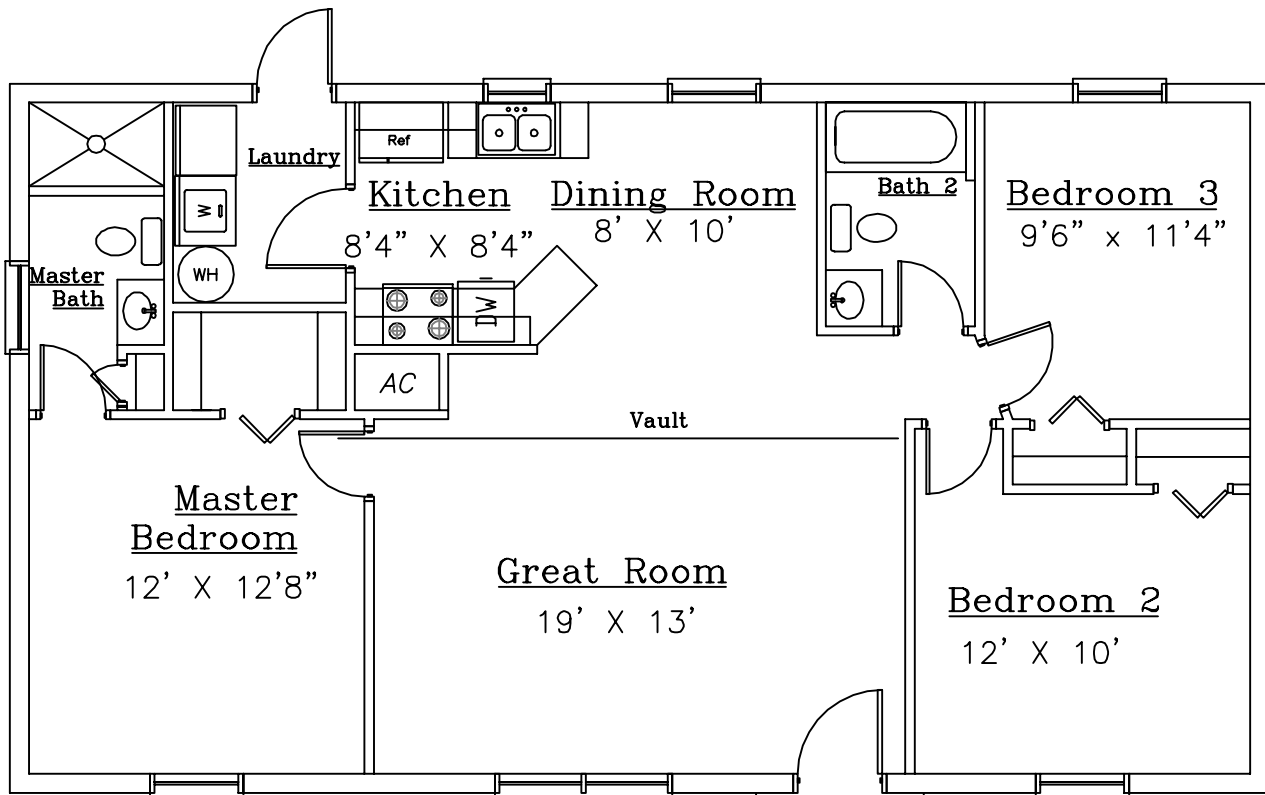 Laundry
Ref
Kitchen
8'4" X 8'4"
Dining Room
8' X 10'
Bath 2
Bedroom 3
9'6" x 11'4"
W
WH
Master
Bath
DW
AC
Vault
Master
Bedroom
12' X 12'8"
Great Room
19' X 13'
Bedroom 2
12' X 10'